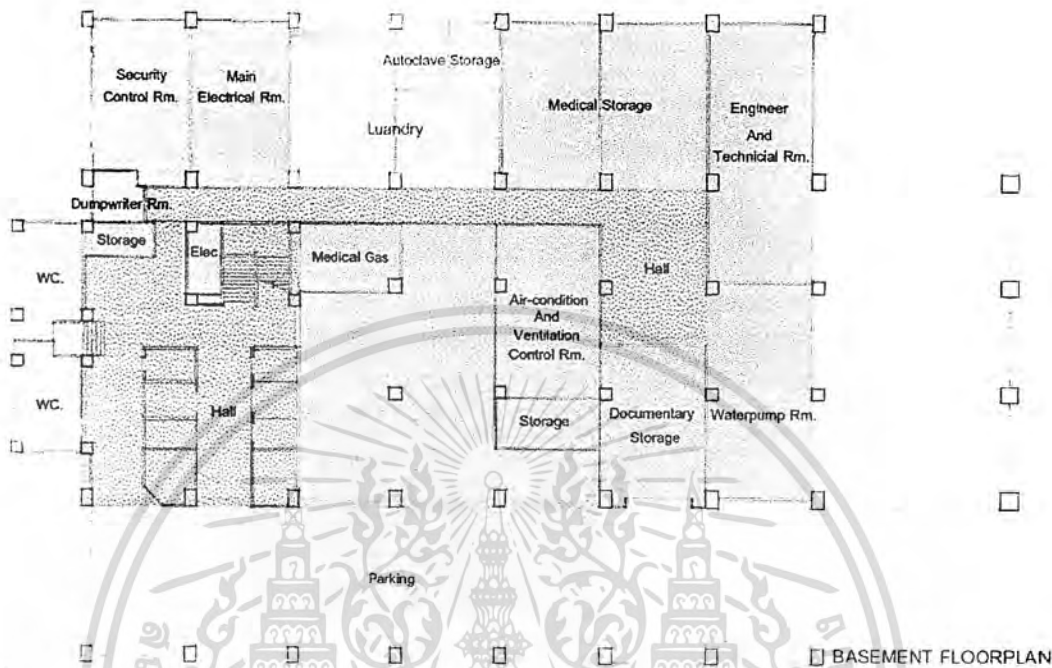 Autoclave Storage
Security
Control Rm.
Main
Electrical Rm.
Luandry
Medical Storage
Engineer
And
Technicial Rm.
Dumpwriter Rm.
Storage
Elec
Medical Gas
WC.
Hall
Air-condition
And
Ventilation
Control Rm.
WC.
Hall
Storage
Documentary
Storage
Waterpump Rm.
Parking
BASEMENT FLOORPLAN